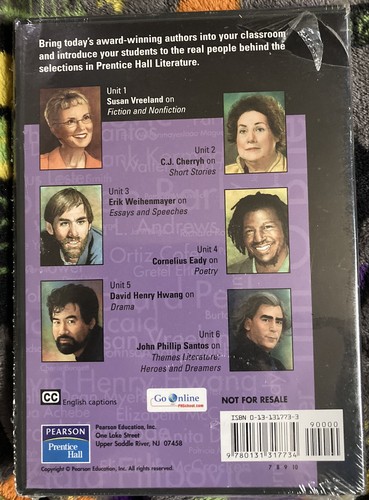 Bring today's award-winning authors into your classroom
and introduce your students to the real people behind the
selections in Prentice Hall Literature.
Unit 1
Susan Vreeland on
Fiction and Nonfiction
Unit 2
C.J. Cherryh on
Short Stories
Unit 3
Erik Weihenmayer on
Essays and Speeches
Unit 4
Cornelius Eady on
Poetry
Unit 5
David Henry Hwang on
Drama
Unit 6
John Phillip Santos on
Themes in Literature:
Heroes and Dreamers
CC English captions
Go Online
PHSchool.com
NOT FOR RESALE
PEARSON
Prentice
Hall
Pearson Education, Inc.
One Lake Street
Upper Saddle River, NJ 07458
Copyright © Pearson Education, Inc. All rights reserved.
ISBN 0-13-131773-3
90000
9 780131 317734
7 8 9 10